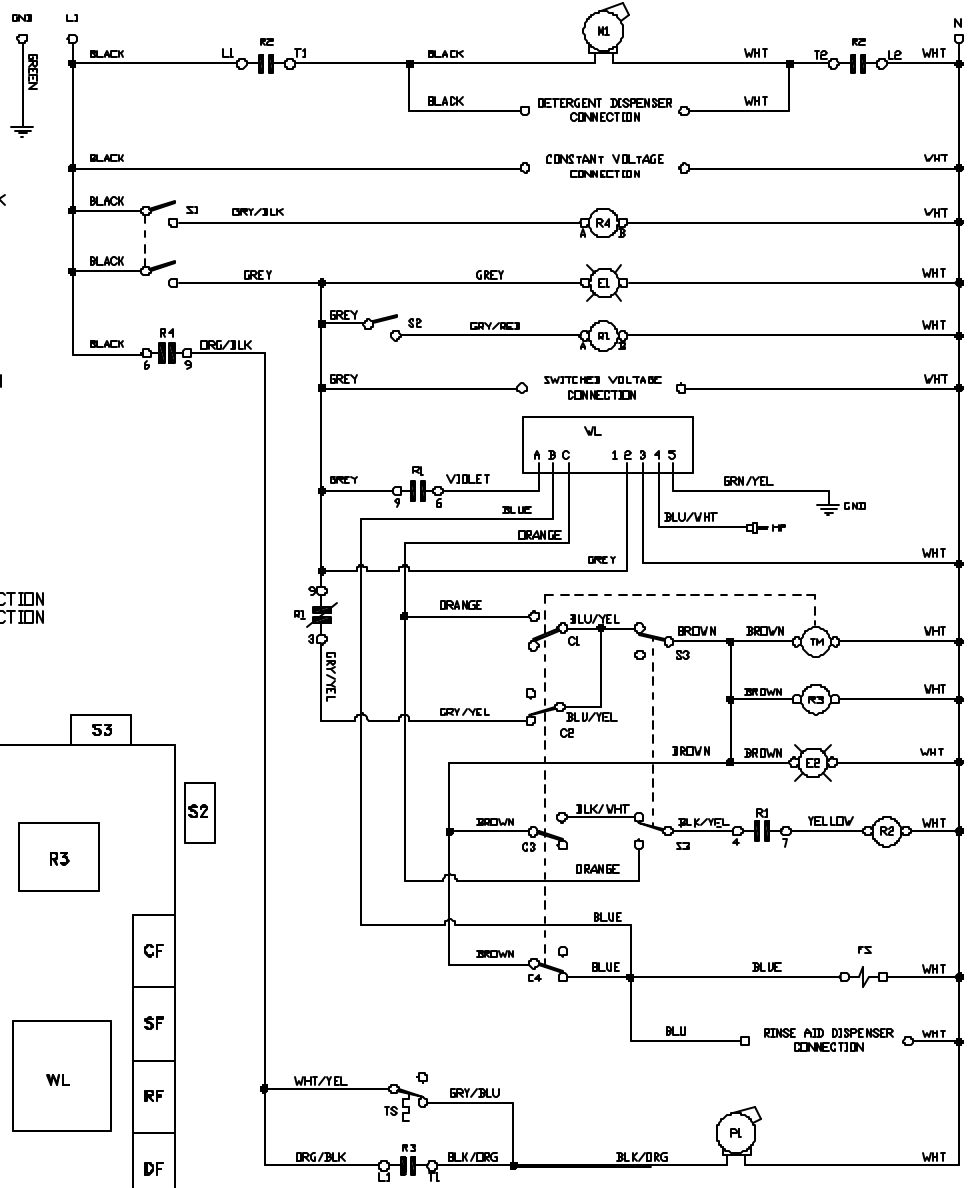 GND L1 N
GREEN
BLACK L1 R2 T1 BLACK M1 WHT T2 R2 L2 WHT
BLACK DETERGENT DISPENSER WHT
CONNECTION
BLACK CONSTANT VOLTAGE WHT
CONNECTION
BLACK S1 GRY/BLK A R4 B WHT
BLACK GREY GREY E1 WHT
GREY S2 GRY/RED A R1 B WHT
BLACK 6 R4 9 ORG/BLK
GREY SWITCHED VOLTAGE WHT
CONNECTION
WL
A B C 1 2 3 4 5
GREY 9 R1 6 VIOLET GRN/YEL GND
BLUE BLU/WHT HP
ORANGE
GREY WHT
CTION
CTION
9 R1 3
GRY/YEL
ORANGE C1 BLU/YEL S3 BROWN BROWN TM WHT
BROWN R3 WHT
GRY/YEL C2 BLU/YEL
BROWN BROWN E2 WHT
BROWN C3 BLK/WHT S3 BLK/YEL 4 R1 7 YELLOW R2 WHT
ORANGE
BLUE
BROWN C4 BLUE BLUE FS WHT
BLU RINSE AID DISPENSER WHT
CONNECTION
WHT/YEL TS GRY/BLU
ORG/BLK L1 R3 T1 BLK/ORG BLK/ORG P1 WHT
S3
S2
R3
CF
SF
WL
RF
DF